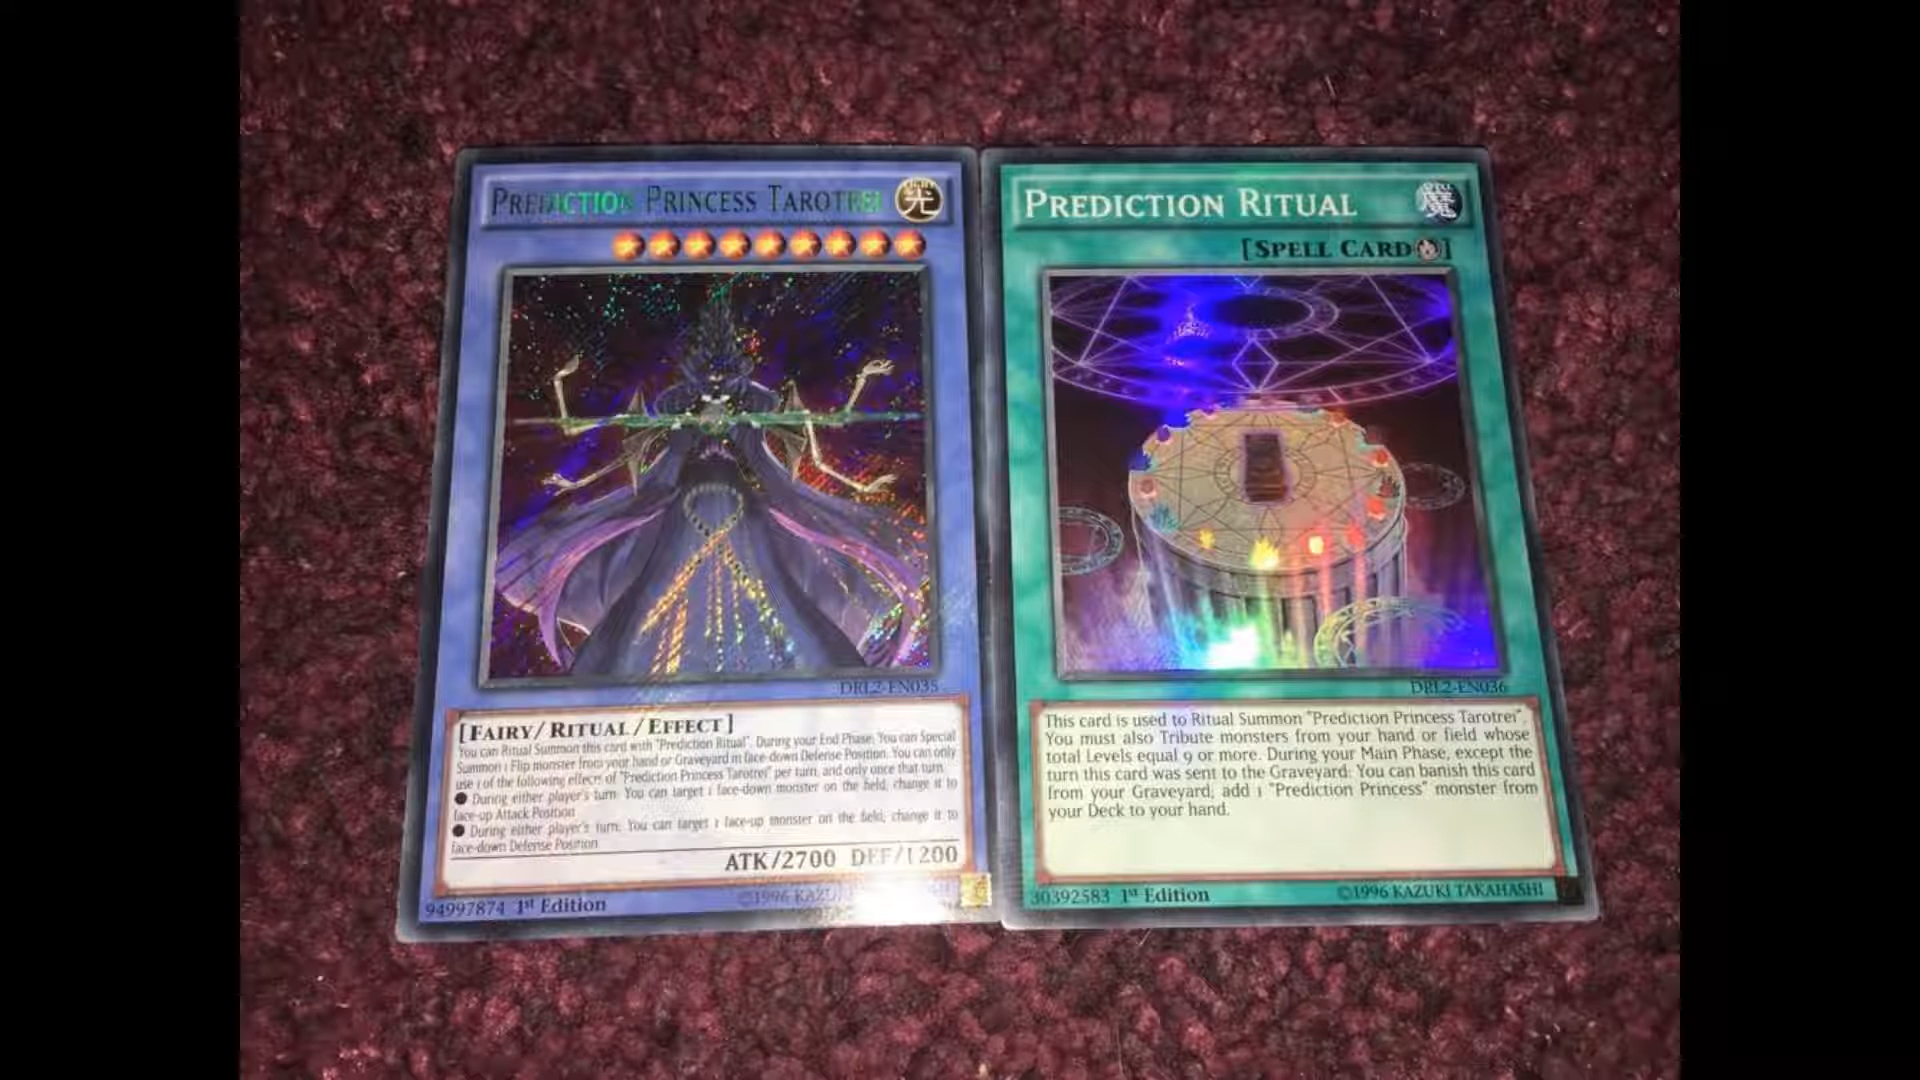 PREDICTION PRINCESS TAROTREI
LIGHT
光
DRL2-EN035
[FAIRY/RITUAL/EFFECT]
You can Ritual Summon this card with "Prediction Ritual". During your End Phase: You can Special
Summon 1 Flip monster from your hand or Graveyard in face-down Defense Position. You can only
use 1 of the following effects of "Prediction Princess Tarotrei" per turn, and only once that turn.
● During either player's turn: You can target 1 face-down monster on the field; change it to
face-up Attack Position.
● During either player's turn: You can target 1 face-up monster on the field; change it to
face-down Defense Position.
ATK/2700 DEF/1200
94997874 1st Edition
©1996 KAZU
PREDICTION RITUAL
魔
[SPELL CARD]
DRL2-EN036
This card is used to Ritual Summon "Prediction Princess Tarotrei".
You must also Tribute monsters from your hand or field whose
total Levels equal 9 or more. During your Main Phase, except the
turn this card was sent to the Graveyard: You can banish this card
from your Graveyard; add 1 "Prediction Princess" monster from
your Deck to your hand.
30392583 1st Edition
©1996 KAZUKI TAKAHASHI